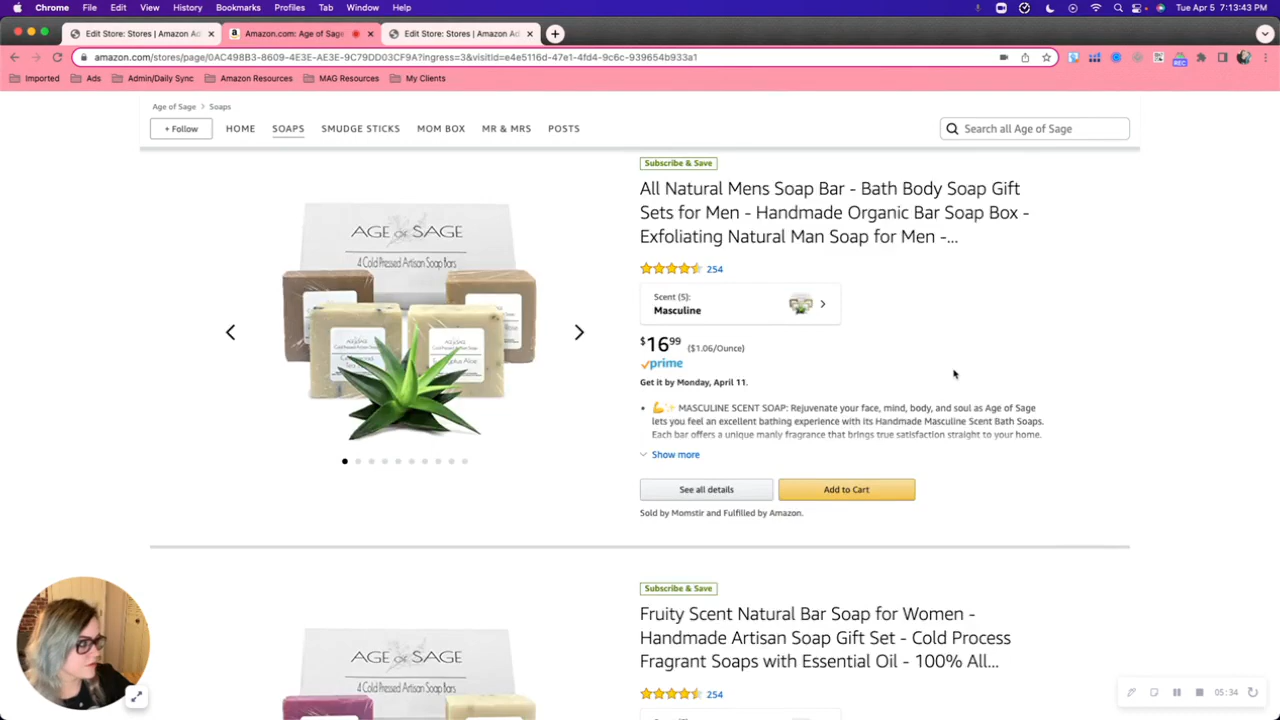 Chrome File Edit View History Bookmarks Profiles Tab Window Help Tue Apr 5 7:13:43 PM
Edit Store: Stores | Amazon Ad
Amazon.com: Age of Sage
Edit Store: Stores | Amazon Ad
amazon.com/stores/page/0AC498B3-8609-4E3E-AE3E-9C79DD03CF9A?ingress=3&visitId=e4e5116d-47e1-4fd4-9c6c-939654b933a1
REC
Imported Ads Admin/Daily Sync Amazon Resources MAG Resources My Clients
Age of Sage > Soaps
+ Follow HOME SOAPS SMUDGE STICKS MOM BOX MR & MRS POSTS Search all Age of Sage
AGE of SAGE
4 Cold Pressed Artisan Soap Bars
Subscribe & Save
All Natural Mens Soap Bar - Bath Body Soap Gift
Sets for Men - Handmade Organic Bar Soap Box -
Exfoliating Natural Man Soap for Men -...
254
Scent (5):
Masculine
$16.99 ($1.06/Ounce)
prime
Get it by Monday, April 11.
• 💪✨ MASCULINE SCENT SOAP: Rejuvenate your face, mind, body, and soul as Age of Sage
lets you feel an excellent bathing experience with its Handmade Masculine Scent Bath Soaps.
Each bar offers a unique manly fragrance that brings true satisfaction straight to your home.
Show more
See all details Add to Cart
Sold by Momstir and Fulfilled by Amazon.
AGE of SAGE
4 Cold Pressed Artisan Soap Bars
Subscribe & Save
Fruity Scent Natural Bar Soap for Women -
Handmade Artisan Soap Gift Set - Cold Process
Fragrant Soaps with Essential Oil - 100% All...
254
05:34